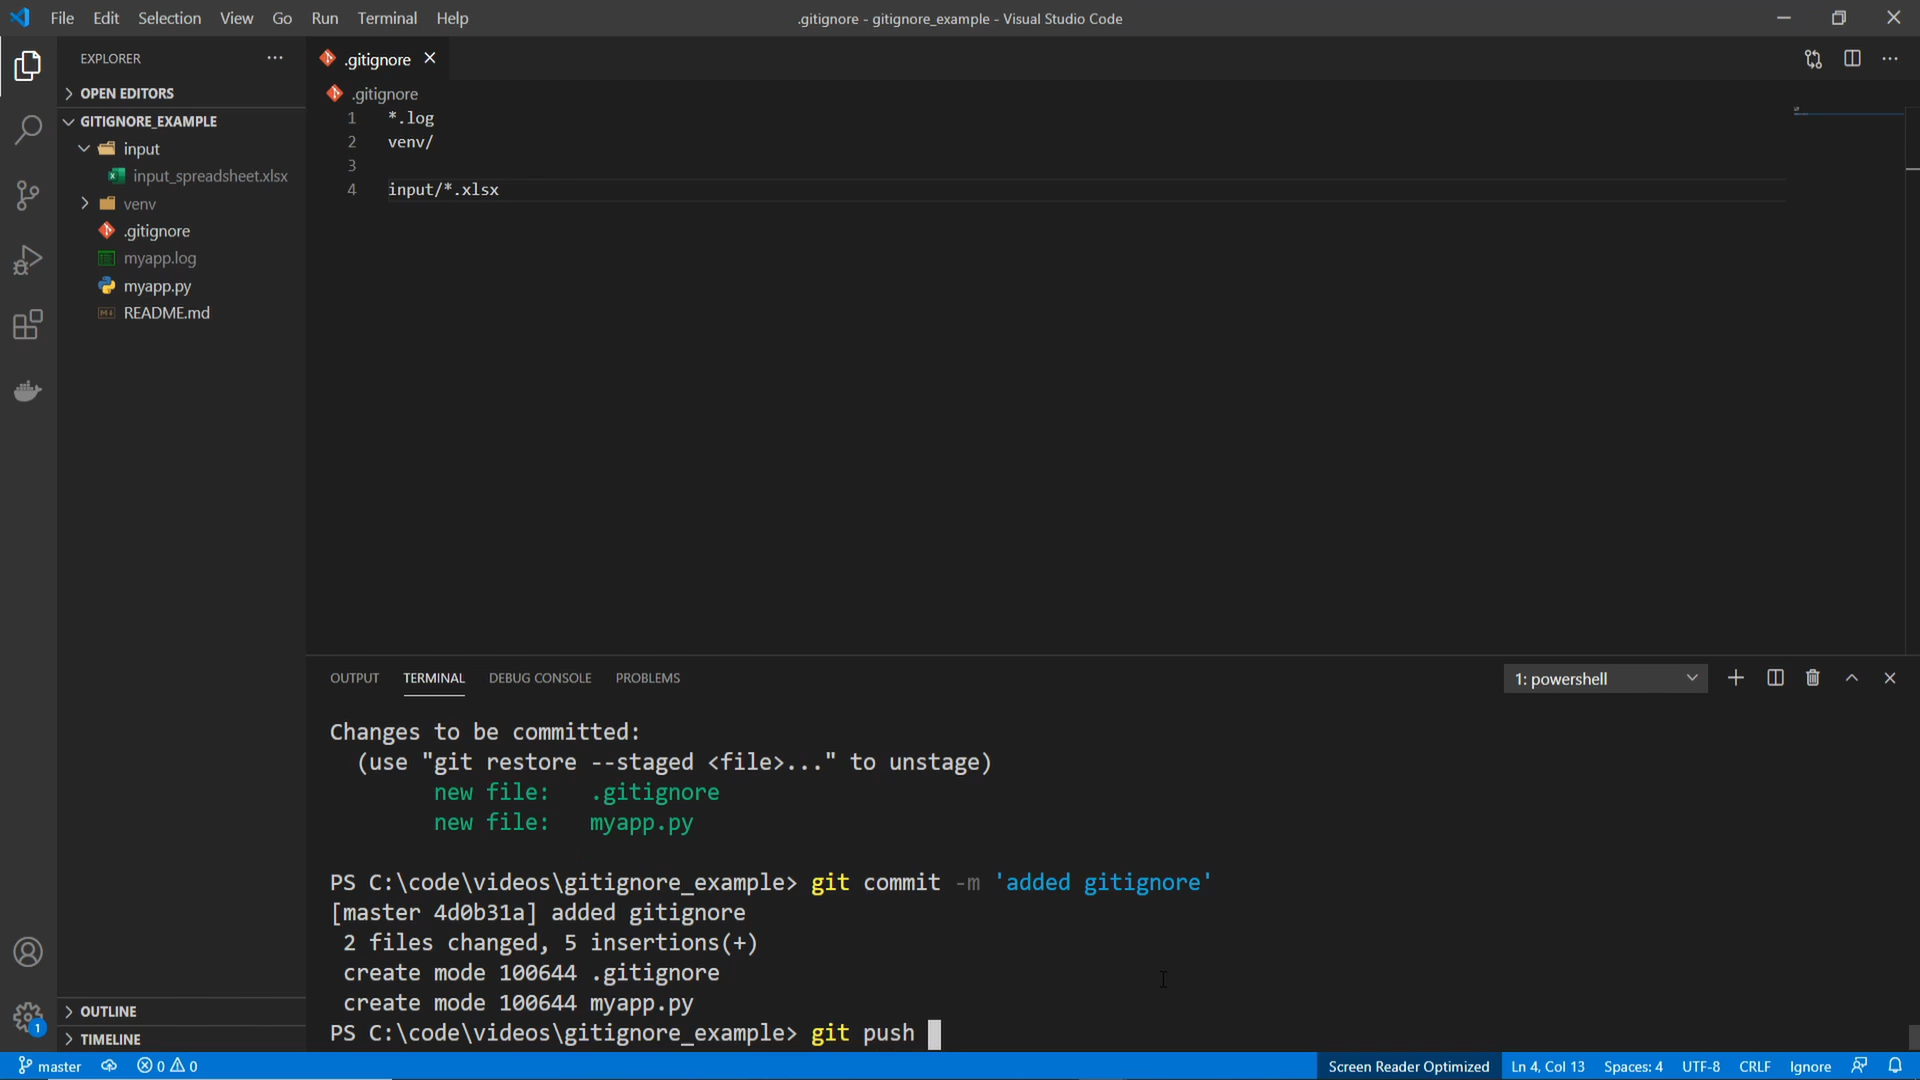 File Edit Selection View Go Run Terminal Help
.gitignore - gitignore_example - Visual Studio Code
EXPLORER
OPEN EDITORS
GITIGNORE_EXAMPLE
input
input_spreadsheet.xlsx
venv
.gitignore
myapp.log
myapp.py
README.md
OUTLINE
TIMELINE
.gitignore
.gitignore
1 *.log
2 venv/
3
4 input/*.xlsx
OUTPUT TERMINAL DEBUG CONSOLE PROBLEMS
1: powershell
Changes to be committed:
(use "git restore --staged <file>..." to unstage)
new file: .gitignore
new file: myapp.py
PS C:\code\videos\gitignore_example> git commit -m 'added gitignore'
[master 4d0b31a] added gitignore
2 files changed, 5 insertions(+)
create mode 100644 .gitignore
create mode 100644 myapp.py
PS C:\code\videos\gitignore_example> git push
1
master 0 0
Screen Reader Optimized Ln 4, Col 13 Spaces: 4 UTF-8 CRLF Ignore